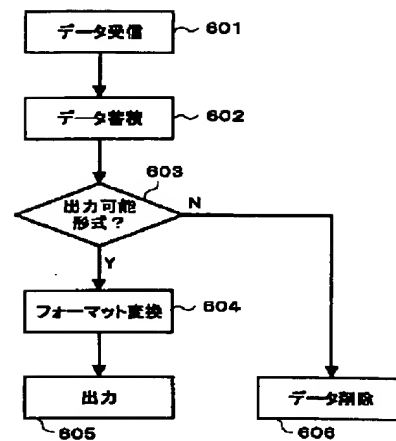 データ受信
601
データ蓄積
602
603
出力可能
形式？
N
Y
フォーマット変換
604
出力
605
データ削除
606